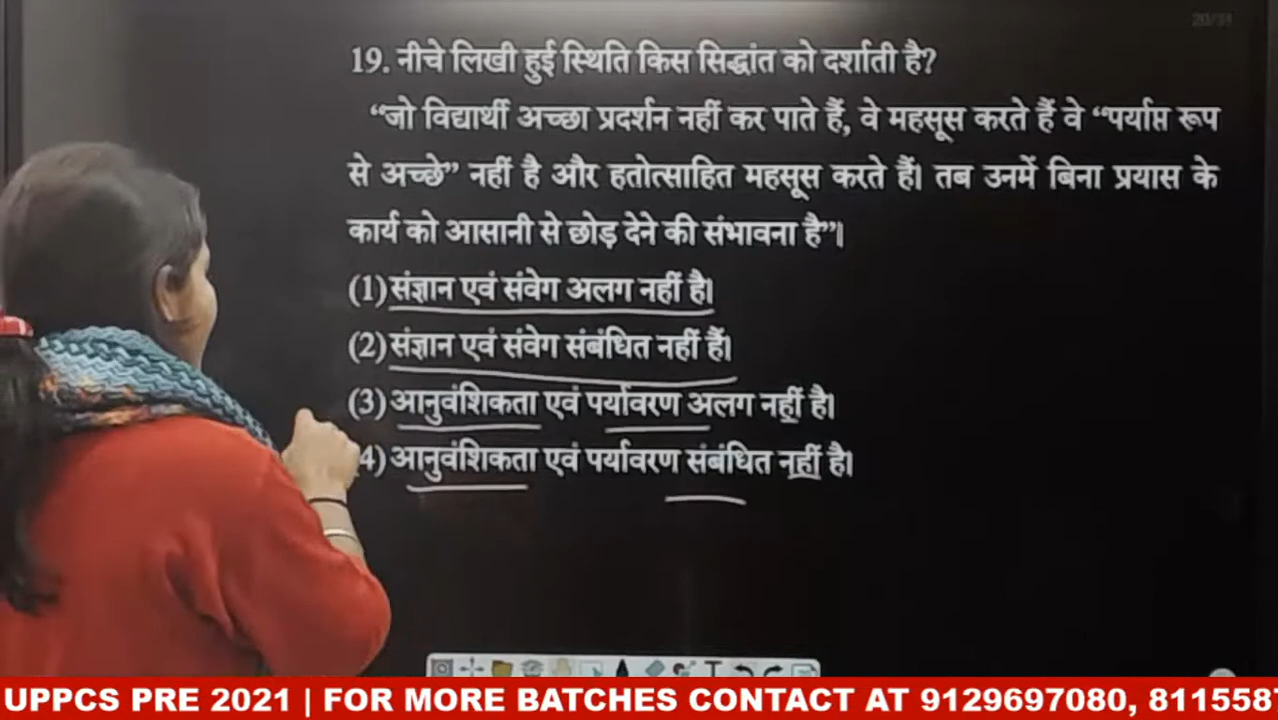 20/31
19. नीचे लिखी हुई स्थिति किस सिद्धांत को दर्शाती है?
“जो विद्यार्थी अच्छा प्रदर्शन नहीं कर पाते हैं, वे महसूस करते हैं वे “पर्याप्त रूप
से अच्छे” नहीं है और हतोत्साहित महसूस करते हैं। तब उनमें बिना प्रयास के
कार्य को आसानी से छोड़ देने की संभावना है”।
(1) संज्ञान एवं संवेग अलग नहीं है।
(2) संज्ञान एवं संवेग संबंधित नहीं हैं।
(3) आनुवंशिकता एवं पर्यावरण अलग नहीं है।
4) आनुवंशिकता एवं पर्यावरण संबंधित नहीं है।
UPPCS PRE 2021 | FOR MORE BATCHES CONTACT AT 9129697080, 811558